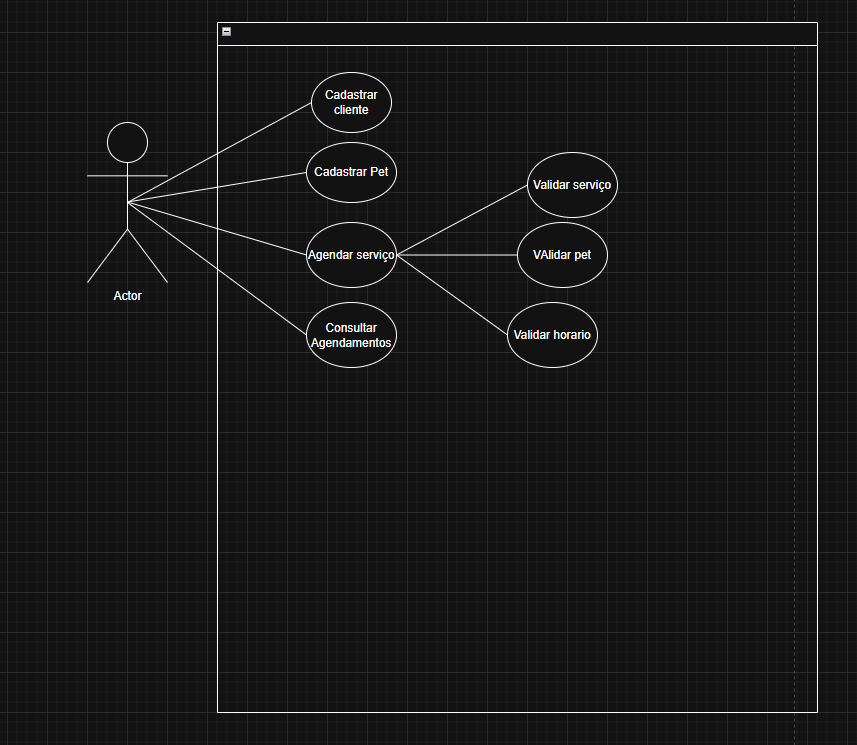 Cadastrar
cliente
Cadastrar Pet
Validar serviço
Agendar serviço
VAlidar pet
Actor
Consultar
Agendamentos
Validar horario